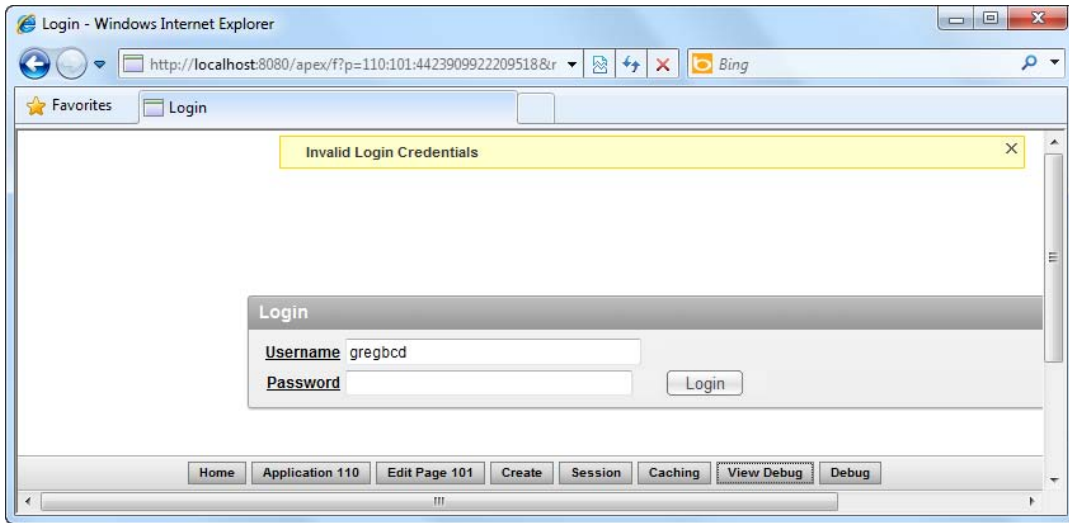 Login - Windows Internet Explorer
http://localhost:8080/apex/f?p=110:101:4423909922209518&r
Bing
Favorites
Login
Invalid Login Credentials
Login
Username gregbcd
Password
Login
Home Application 110 Edit Page 101 Create Session Caching View Debug Debug